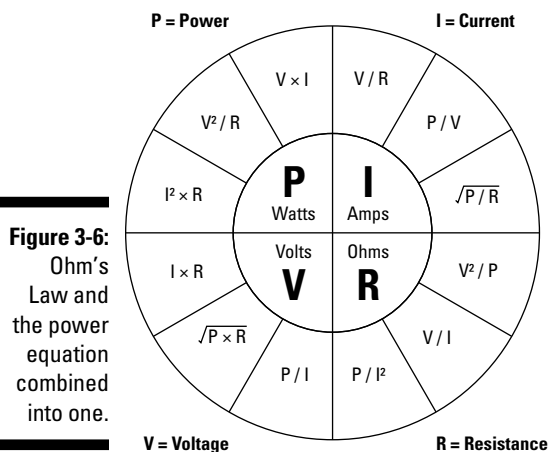 P = Power
I = Current
V × I
V / R
V² / R
P / V
I² × R
√P / R
P
Watts
I
Amps
Figure 3-6:
Ohm's
Law and
the power
equation
combined
into one.
Volts
V
Ohms
R
I × R
V² / P
√P × R
V / I
P / I
P / I²
V = Voltage
R = Resistance